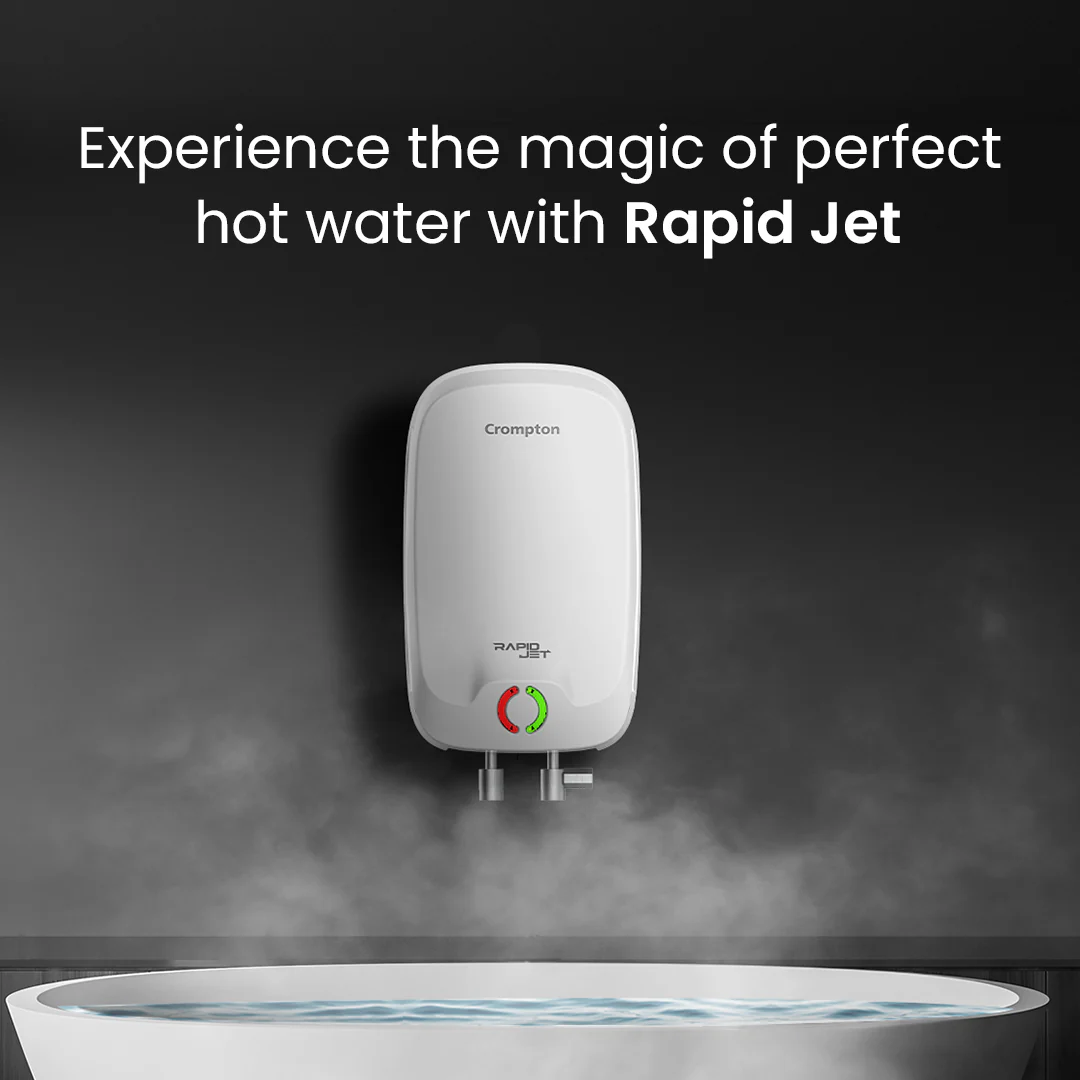 Experience the magic of perfect
hot water with Rapid Jet
Crompton
RAPID
JET